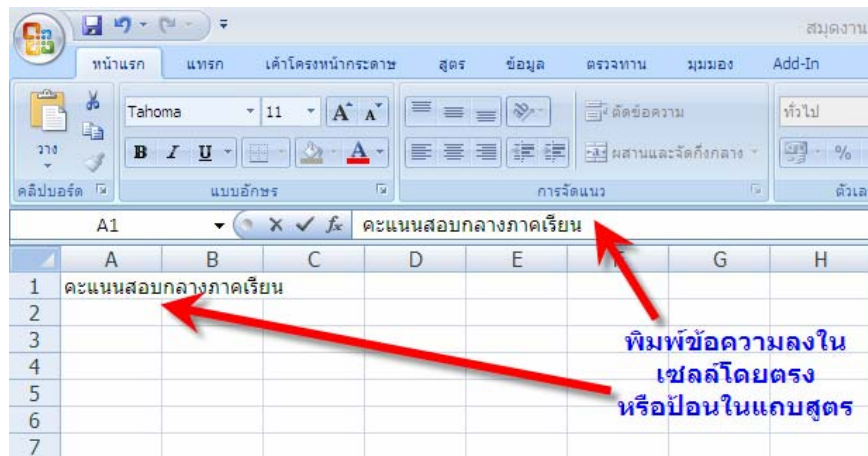 สมุดงาน
หน้าแรก แทรก เค้าโครงหน้ากระดาษ สูตร ข้อมูล ตรวจทาน มุมมอง Add-In
Tahoma 11 A A ตัดข้อความ ทั่วไป
วาง B I U A ผสานและจัดกึ่งกลาง %
คลิปบอร์ด แบบอักษร การจัดแนว ตัวเล
A1 fx คะแนนสอบกลางภาคเรียน
A B C D E F G H
1 คะแนนสอบกลางภาคเรียน
2
3
4
5
6
7
พิมพ์ข้อความลงใน
เซลล์โดยตรง
หรือป้อนในแถบสูตร